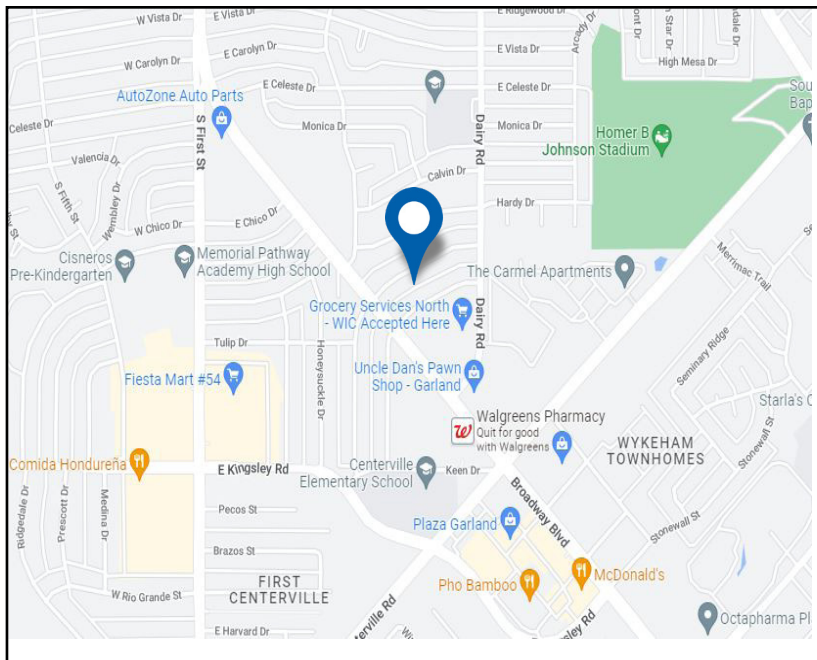 W Vista Dr
E Vista Dr
E Ridgewood Dr
Arcady Dr
Star Dr
E Carolyn Dr
E Vista Dr
W Carolyn Dr
High Mesa Dr
E Celeste Dr
E Celeste Dr
AutoZone Auto Parts
Celeste Dr
S First St
Monica Dr
Dairy Rd
Monica Dr
Homer B
Johnson Stadium
Valencia Dr
Calvin Dr
S Fifth St
Wembley Dr
Hardy Dr
W Chico Dr
E Chico Dr
Cisneros
Pre-Kindergarten
Memorial Pathway
Academy High School
Merrimac Trail
The Carmel Apartments
Grocery Services North
- WIC Accepted Here
Dairy Rd
Tulip Dr
Honeysuckle Dr
Seminary Ridge
Uncle Dan's Pawn
Shop - Garland
Fiesta Mart #54
Starla's
Walgreens Pharmacy
Quit for good
with Walgreens
WYKEHAM
TOWNHOMES
Stonewall St
Comida Hondureña
E Kingsley Rd
Centerville
Elementary School
Keen Dr
Ridgedale Dr
Prescott Dr
Medina Dr
Pecos St
Broadway Blvd
Stonewall St
Plaza Garland
Brazos St
FIRST
CENTERVILLE
Pho Bamboo
McDonald's
W Rio Grande St
Octapharma
E Harvard Dr